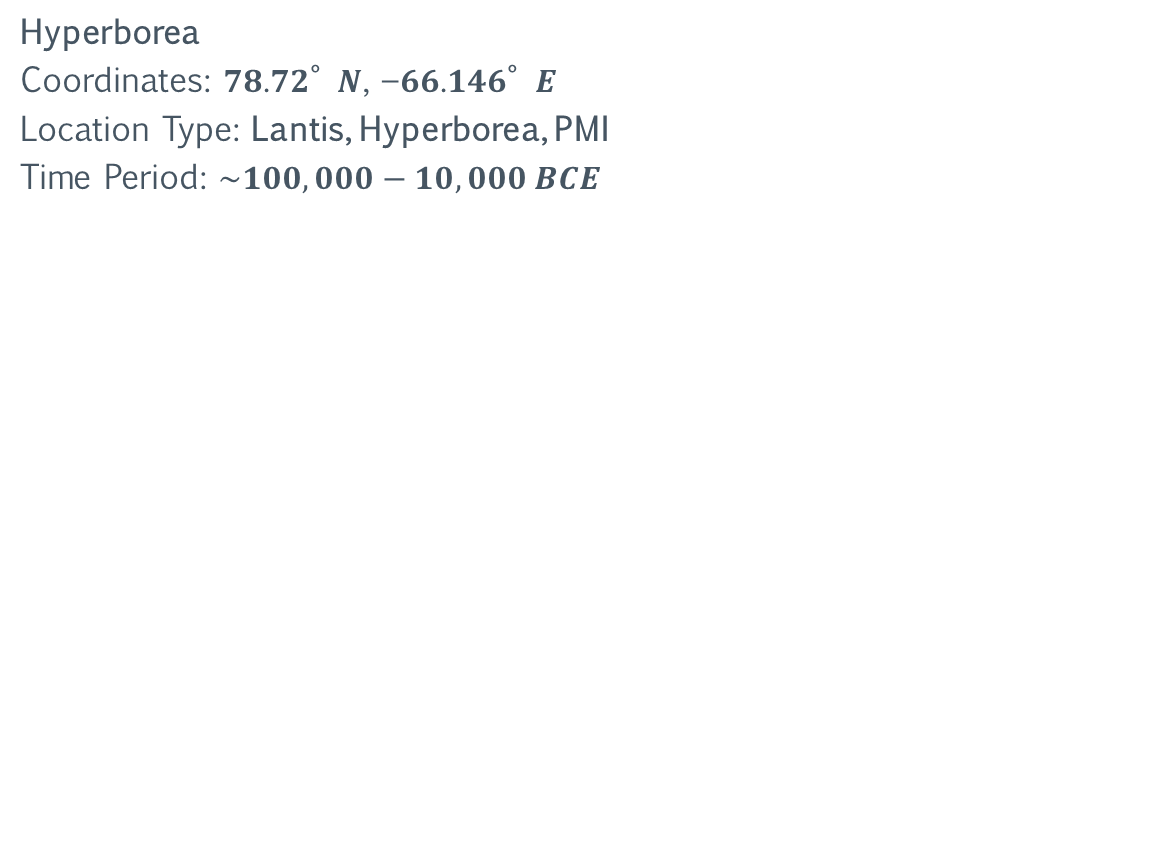 Hyperborea
Coordinates: 78.72° N, −66.146° E
Location Type: Lantis, Hyperborea, PMI
Time Period: ~100,000 − 10,000 BCE